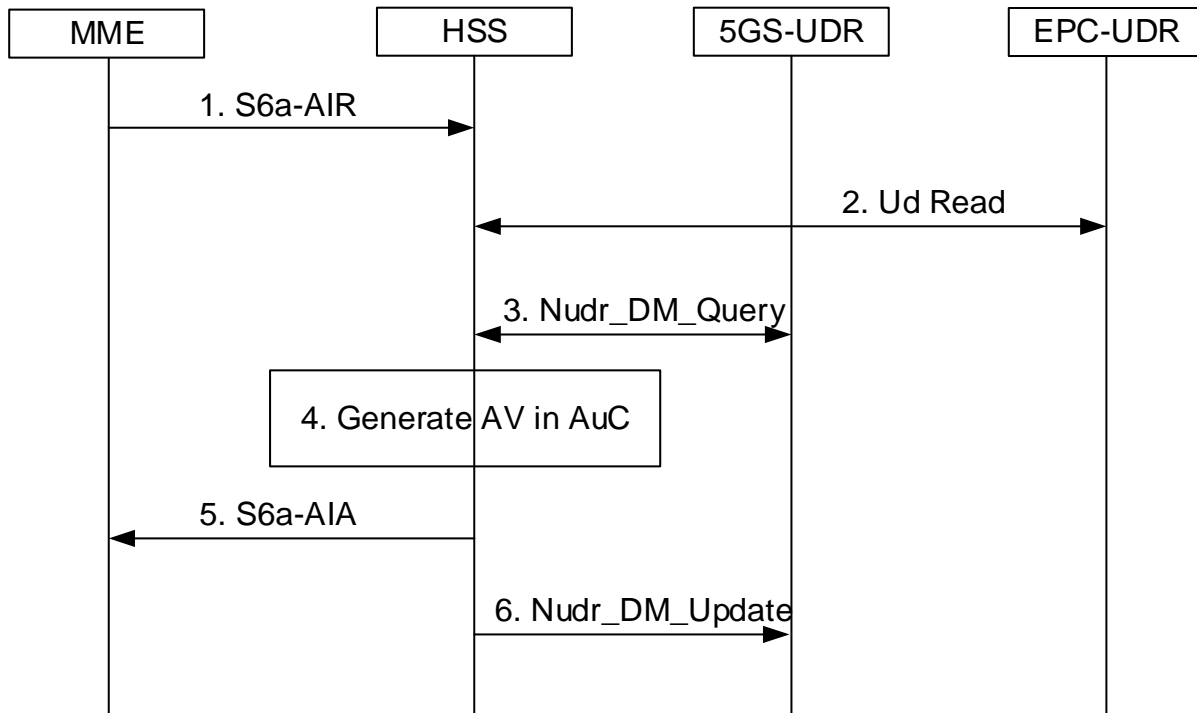 MME
HSS
5GS-UDR
EPC-UDR
1. S6a-AIR
2. Ud Read
3. Nudr_DM_Query
4. Generate AV in AuC
5. S6a-AIA
6. Nudr_DM_Update